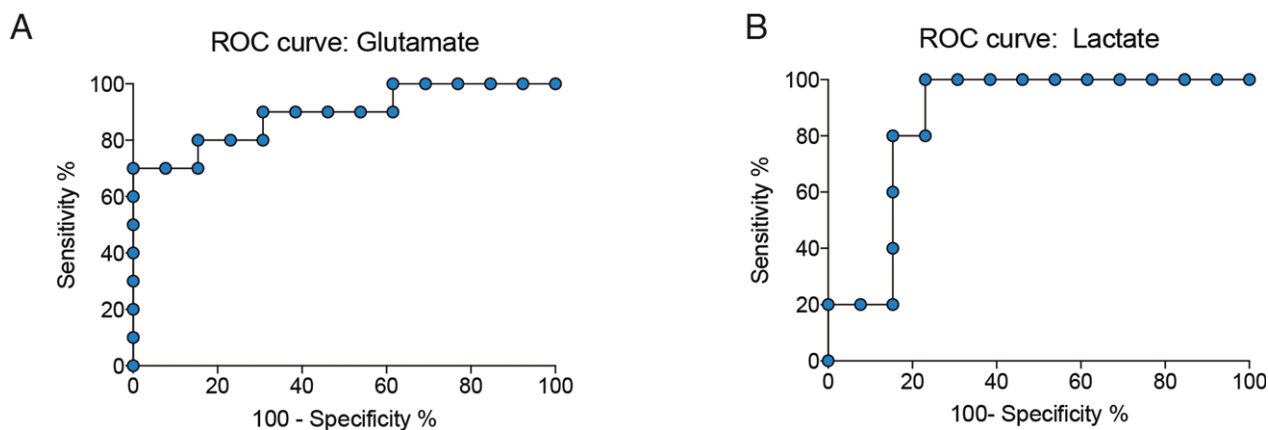 A
ROC curve: Glutamate
100
80
60
40
20
0
Sensitivity %
0 20 40 60 80 100
100 - Specificity %
B
ROC curve: Lactate
100
80
60
40
20
0
Sensitivity %
0 20 40 60 80 100
100- Specificity %